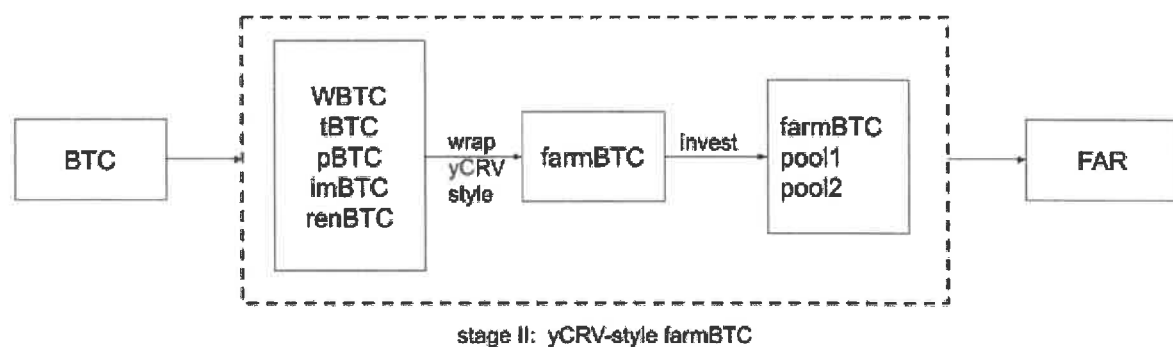 BTC
WBTC
tBTC
pBTC
imBTC
renBTC
wrap
yCRV
style
farmBTC
invest
farmBTC
pool1
pool2
FAR
stage II: yCRV-style farmBTC